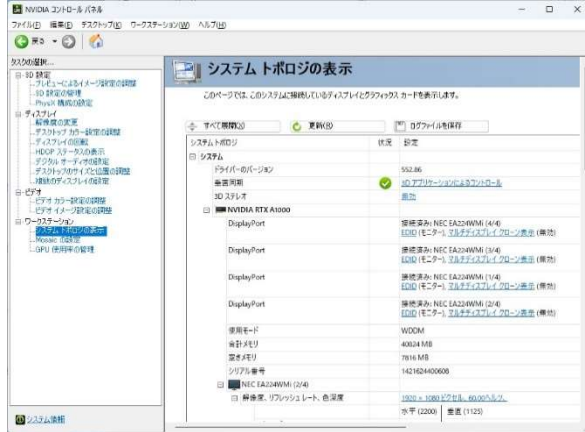 NVIDIA コントロール パネル
ファイル(F) 編集(E) デスクトップ(K) ワークステーション(W) ヘルプ(H)
戻る
タスクの選択...
3D 設定
プレビューによるイメージ設定の調整
3D 設定の管理
PhysX 構成の設定
ディスプレイ
解像度の変更
デスクトップ カラー設定の調整
ディスプレイの回転
HDCP ステータスの表示
デジタル オーディオの設定
デスクトップのサイズと位置の調整
複数のディスプレイの設定
ビデオ
ビデオ カラー設定の調整
ビデオ イメージ設定の調整
ワークステーション
システム トポロジの表示
Mosaic の設定
GPU 使用率の管理
システム情報
システム トポロジの表示
このページでは、このシステムに接続しているディスプレイとグラフィックス カードを表示します。
すべて展開(X) 更新(R) ログファイルを保存
システムトポロジ 状況 設定
システム
ドライバーのバージョン 552.86
垂直同期 3D アプリケーションによるコントロール
3D ステレオ 無効
NVIDIA RTX A1000
DisplayPort 接続済み: NEC EA224WMi (4/4)
EDID (モニター), マルチディスプレイ クローン表示 (無効)
DisplayPort 接続済み: NEC EA224WMi (3/4)
EDID (モニター), マルチディスプレイ クローン表示 (無効)
DisplayPort 接続済み: NEC EA224WMi (1/4)
EDID (モニター), マルチディスプレイ クローン表示 (無効)
DisplayPort 接続済み: NEC EA224WMi (2/4)
EDID (モニター), マルチディスプレイ クローン表示 (無効)
使用モード WDDM
合計メモリ 40824 MB
空きメモリ 7816 MB
シリアル番号 1421624400608
NEC EA224WMi (2/4)
解像度、リフレッシュ レート、色深度 1920 × 1080 ピクセル、60.00ヘルツ、
水平 (2200) 垂直 (1125)